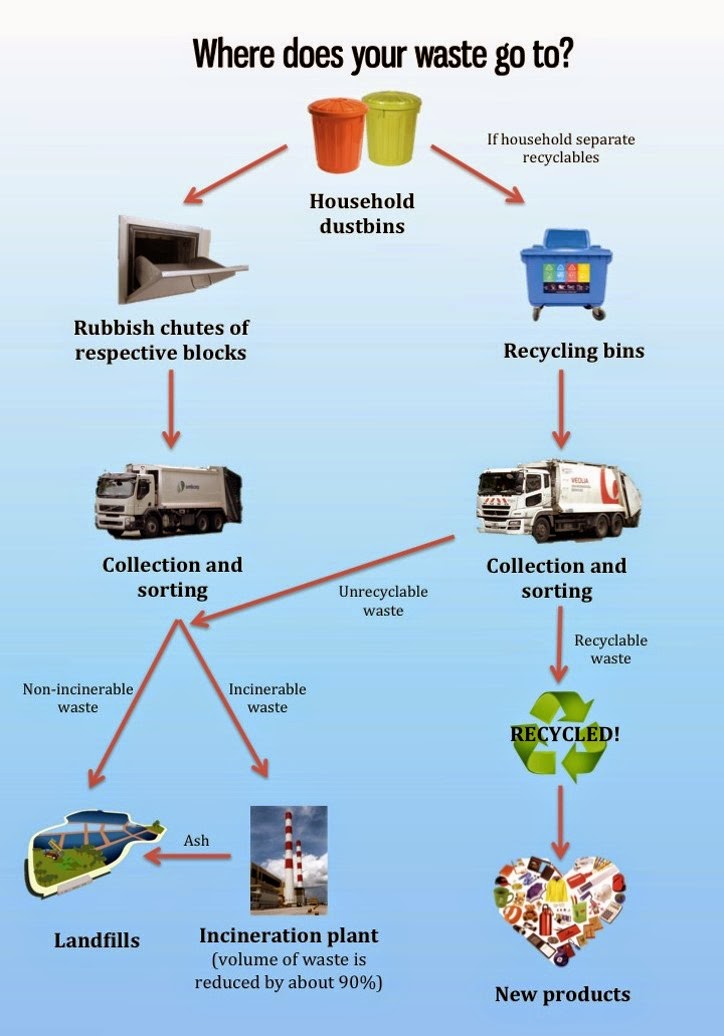 Where does your waste go to?
If household separate
recyclables
Household
dustbins
Rubbish chutes of
respective blocks
Recycling bins
VEOLIA
Collection and
sorting
Collection and
sorting
Unrecyclable
waste
Recyclable
waste
Non-incinerable
waste
Incinerable
waste
RECYCLED!
Ash
Landfills
Incineration plant
(volume of waste is
reduced by about 90%)
New products